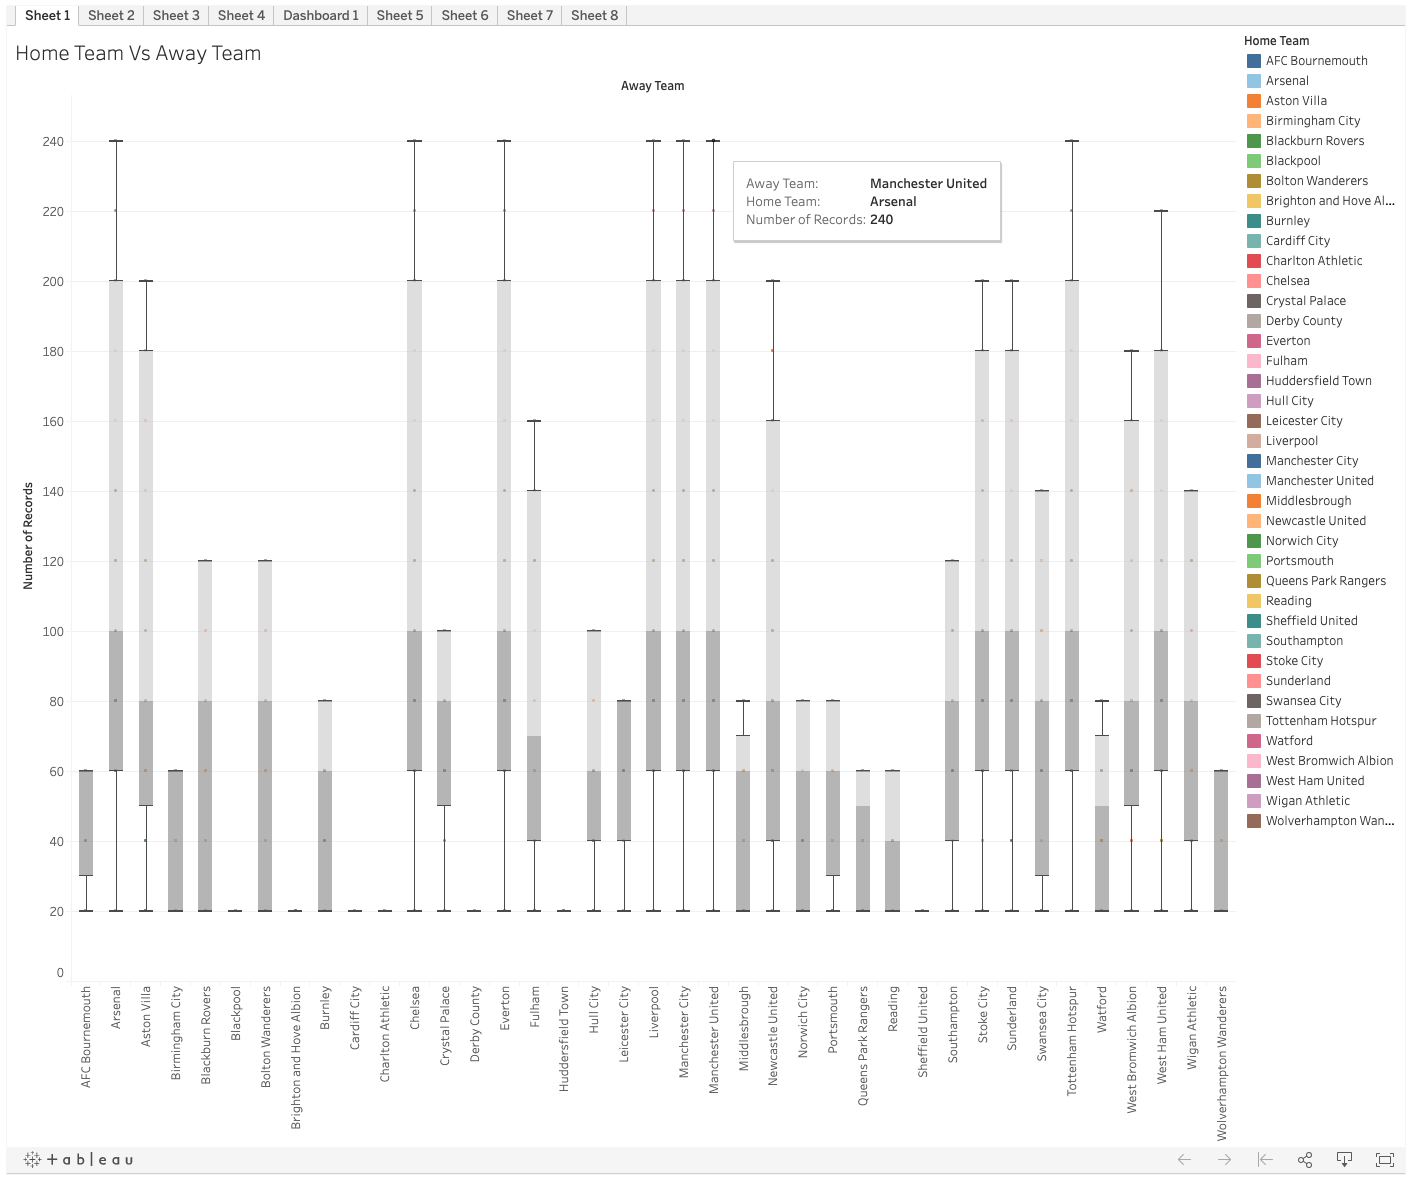 Sheet 1 Sheet 2 Sheet 3 Sheet 4 Dashboard 1 Sheet 5 Sheet 6 Sheet 7 Sheet 8
Home Team Vs Away Team
Away Team
Number of Records
240
220
200
180
160
140
120
100
80
60
40
20
0
Away Team: Manchester United
Home Team: Arsenal
Number of Records: 240
AFC Bournemouth
Arsenal
Aston Villa
Birmingham City
Blackburn Rovers
Blackpool
Bolton Wanderers
Brighton and Hove Albion
Burnley
Cardiff City
Charlton Athletic
Chelsea
Crystal Palace
Derby County
Everton
Fulham
Huddersfield Town
Hull City
Leicester City
Liverpool
Manchester City
Manchester United
Middlesbrough
Newcastle United
Norwich City
Portsmouth
Queens Park Rangers
Reading
Sheffield United
Southampton
Stoke City
Sunderland
Swansea City
Tottenham Hotspur
Watford
West Bromwich Albion
West Ham United
Wigan Athletic
Wolverhampton Wanderers
Home Team
AFC Bournemouth
Arsenal
Aston Villa
Birmingham City
Blackburn Rovers
Blackpool
Bolton Wanderers
Brighton and Hove Al...
Burnley
Cardiff City
Charlton Athletic
Chelsea
Crystal Palace
Derby County
Everton
Fulham
Huddersfield Town
Hull City
Leicester City
Liverpool
Manchester City
Manchester United
Middlesbrough
Newcastle United
Norwich City
Portsmouth
Queens Park Rangers
Reading
Sheffield United
Southampton
Stoke City
Sunderland
Swansea City
Tottenham Hotspur
Watford
West Bromwich Albion
West Ham United
Wigan Athletic
Wolverhampton Wan...
+ableau